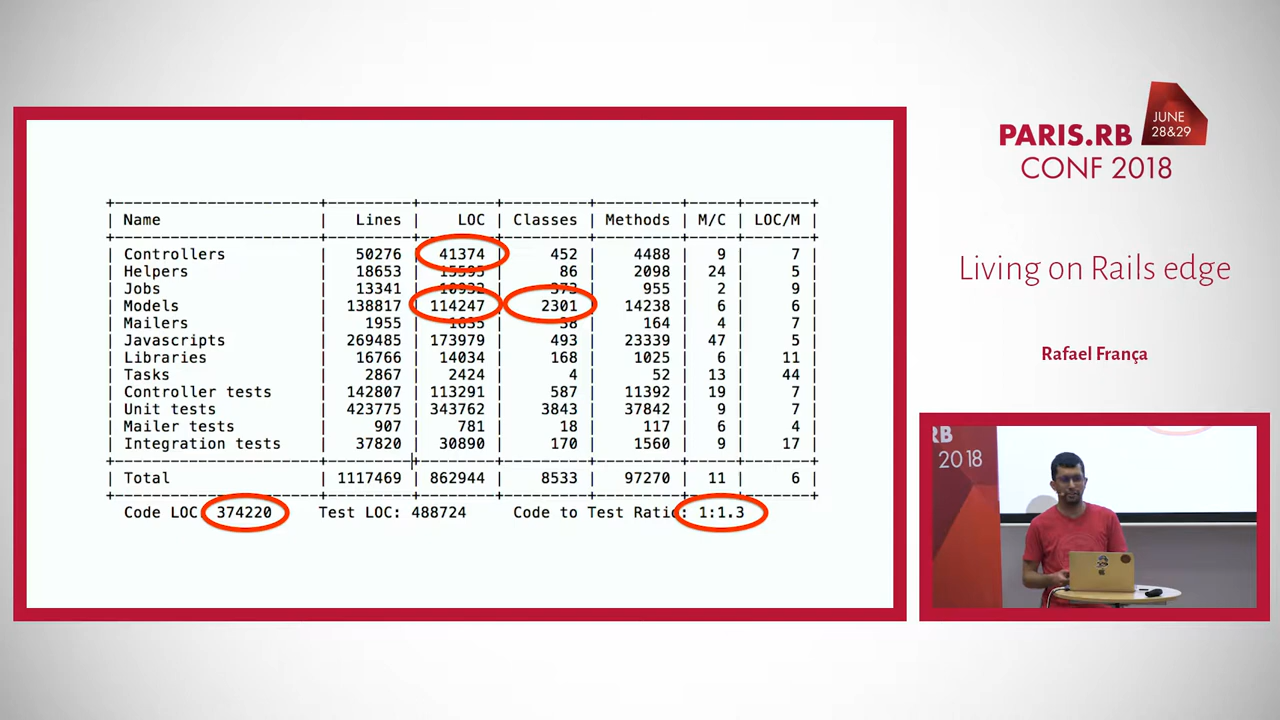 +---------------------+---------+---------+---------+---------+-----+-------+
| Name | Lines | LOC | Classes | Methods | M/C | LOC/M |
+---------------------+---------+---------+---------+---------+-----+-------+
| Controllers | 50276 | 41374 | 452 | 4488 | 9 | 7 |
| Helpers | 18653 | 15595 | 86 | 2098 | 24 | 5 |
| Jobs | 13341 | 10932 | 373 | 955 | 2 | 9 |
| Models | 138817 | 114247 | 2301 | 14238 | 6 | 6 |
| Mailers | 1955 | 1635 | 38 | 164 | 4 | 7 |
| Javascripts | 269485 | 173979 | 493 | 23339 | 47 | 5 |
| Libraries | 16766 | 14034 | 168 | 1025 | 6 | 11 |
| Tasks | 2867 | 2424 | 4 | 52 | 13 | 44 |
| Controller tests | 142807 | 113291 | 587 | 11392 | 19 | 7 |
| Unit tests | 423775 | 343762 | 3843 | 37842 | 9 | 7 |
| Mailer tests | 907 | 781 | 18 | 117 | 6 | 4 |
| Integration tests | 37820 | 30890 | 170 | 1560 | 9 | 17 |
+---------------------+---------+---------+---------+---------+-----+-------+
| Total | 1117469 | 862944 | 8533 | 97270 | 11 | 6 |
+---------------------+---------+---------+---------+---------+-----+-------+
Code LOC: 374220 Test LOC: 488724 Code to Test Ratio: 1:1.3
JUNE
28&29
PARIS.RB
CONF 2018
Living on Rails edge
Rafael França
RB
2018